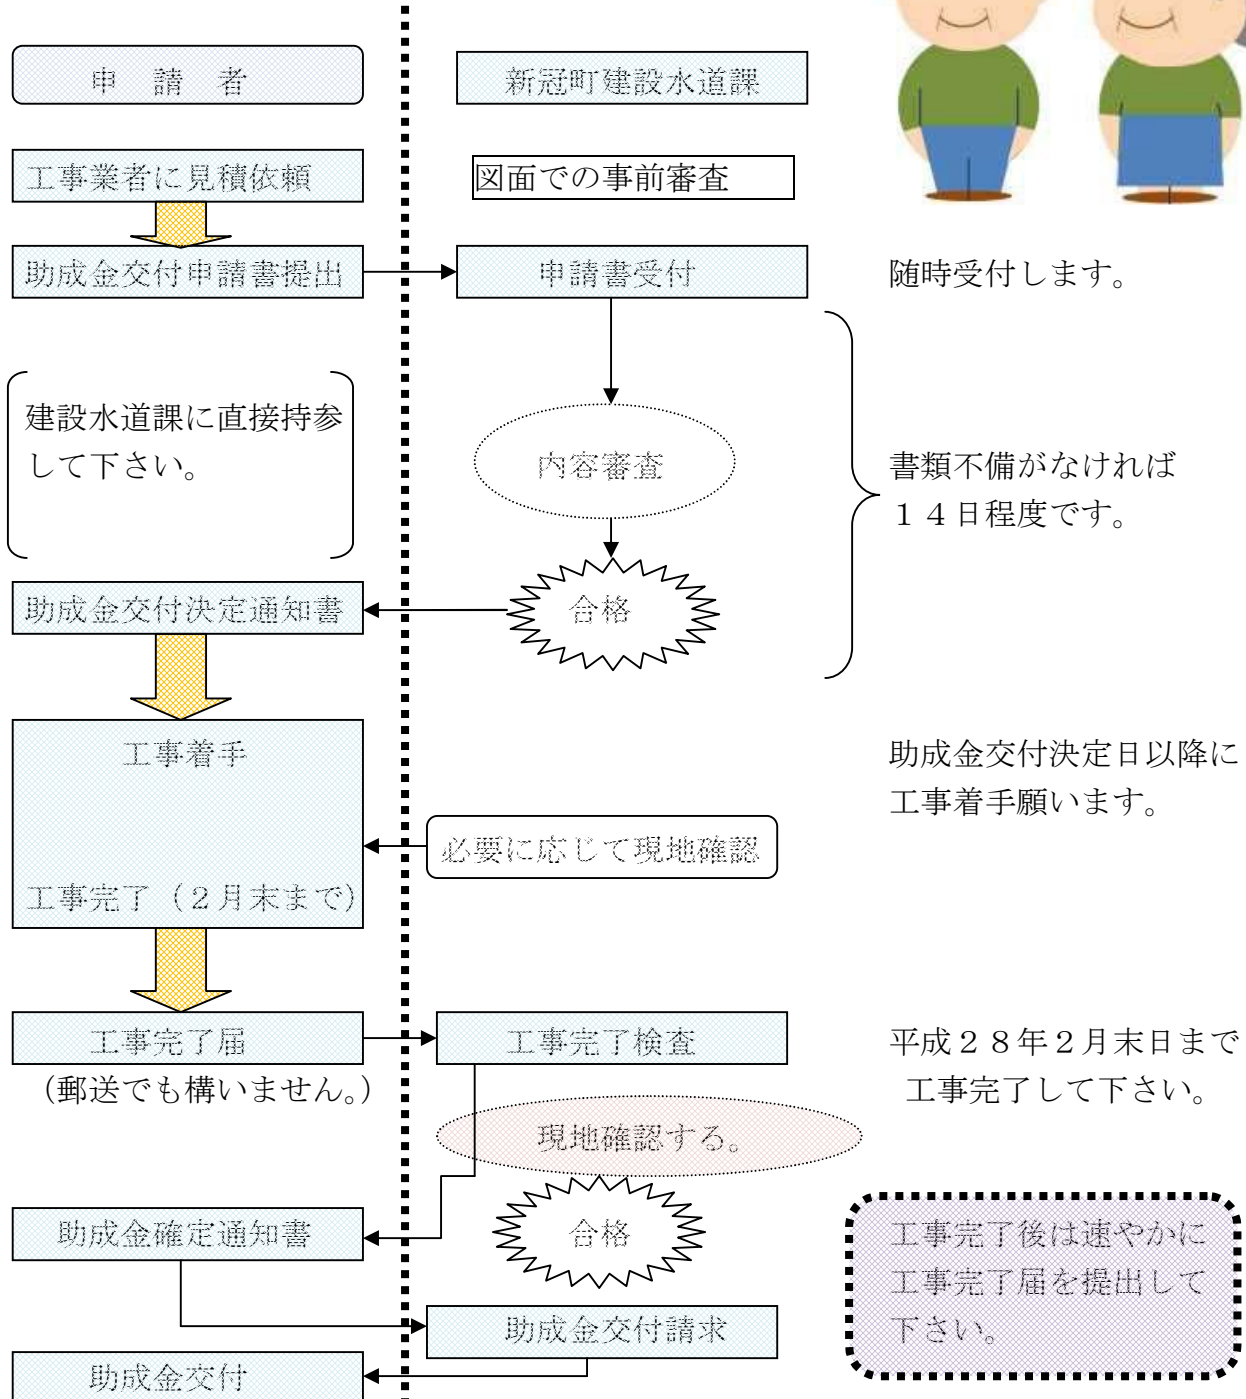 申　請　者
新冠町建設水道課
工事業者に見積依頼
図面での事前審査
助成金交付申請書提出
申請書受付
随時受付します。
建設水道課に直接持参
して下さい。
内容審査
書類不備がなければ
１４日程度です。
助成金交付決定通知書
合格
工事着手
助成金交付決定日以降に
工事着手願います。
必要に応じて現地確認
工事完了（２月末まで）
工事完了届
工事完了検査
平成２８年２月末日まで
工事完了して下さい。
（郵送でも構いません。）
現地確認する。
助成金確定通知書
合格
工事完了後は速やかに
工事完了届を提出して
下さい。
助成金交付請求
助成金交付